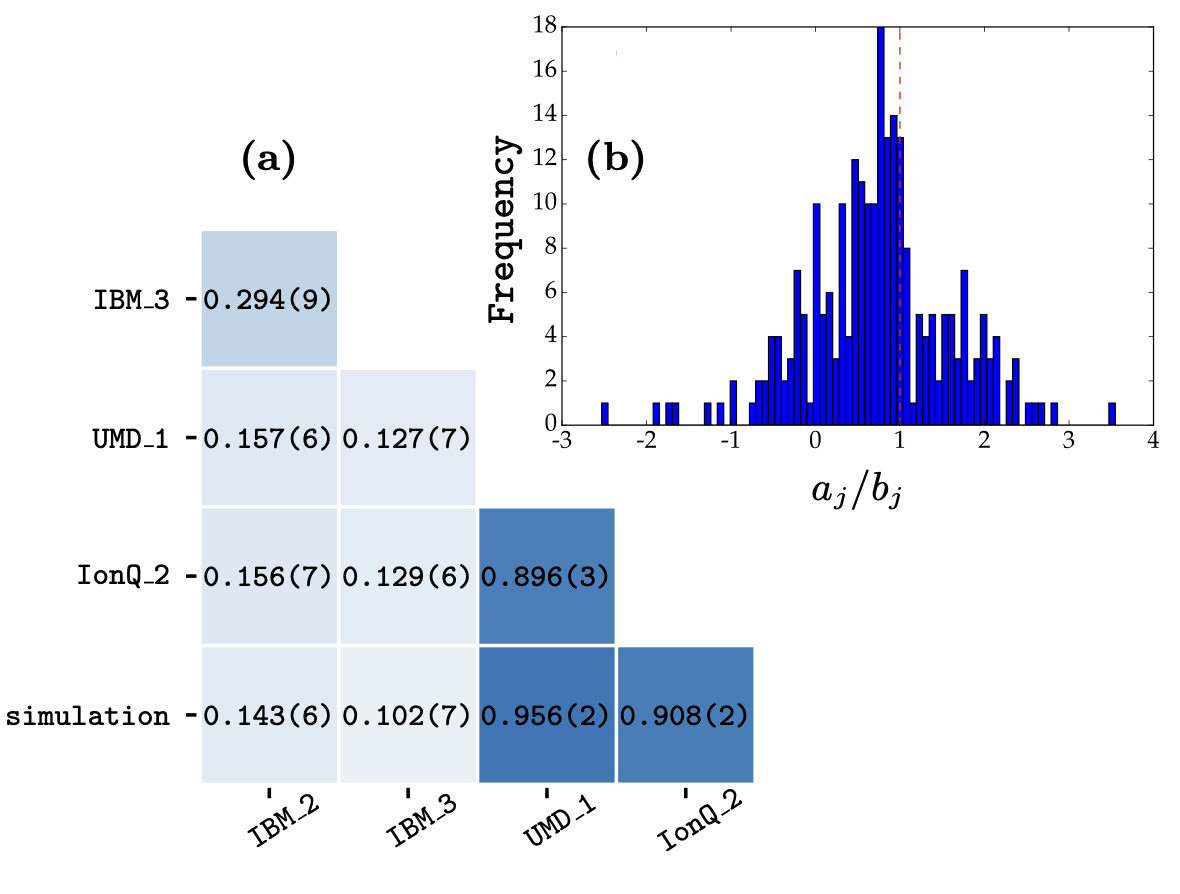 (a)
IBM_3
0.294(9)
UMD_1
0.157(6) 0.127(7)
IonQ_2
0.156(7) 0.129(6) 0.896(3)
simulation
0.143(6) 0.102(7) 0.956(2) 0.908(2)
IBM_2 IBM_3 UMD_1 IonQ_2
(b)
Frequency
18
16
14
12
10
8
6
4
2
0
-3 -2 -1 0 1 2 3 4
a_j/b_j